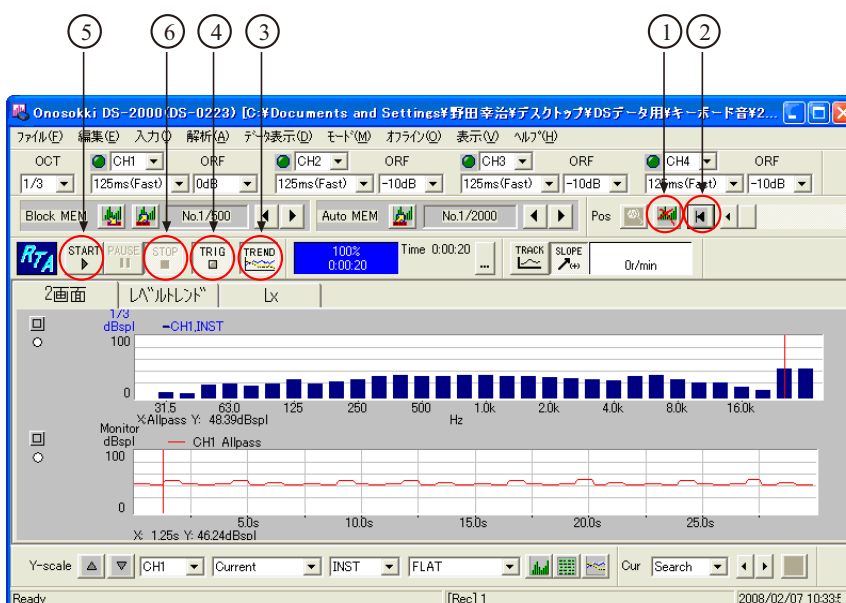 ⑤ ⑥ ④ ③ ① ②
Onosokki DS-2000(DS-0223) [C:¥Documents and Settings¥野田幸治¥デスクトップ¥DSデータ用¥キーボード音¥2...
ファイル(F) 編集(E) 入力(I) 解析(A) データ表示(D) モード(M) オフライン(O) 表示(V) ヘルプ(H)
OCT CH1 ORF CH2 ORF CH3 ORF CH4 ORF
1/3 125ms(Fast) 0dB 125ms(Fast) -10dB 125ms(Fast) -10dB 125ms(Fast) -10dB
Block MEM No.1/500 Auto MEM No.1/2000 Pos
RTA START PAUSE STOP TRIG TREND 100% 0:00:20 Time 0:00:20 ... TRACK SLOPE (+) 0r/min
2画面 レベルトレンド Lx
1/3
dBspl CH1,INST
100
0
31.5 63.0 125 250 500 1.0k 2.0k 4.0k 8.0k 16.0k
X:Allpass Y: 48.39dBspl Hz
Monitor
dBspl CH1 Allpass
100
0
5.0s 10.0s 15.0s 20.0s 25.0s
X: 1.25s Y: 46.24dBspl
Y-scale CH1 Current INST FLAT Cur Search
Ready [Rec] 1 2008/02/07 10:33:5